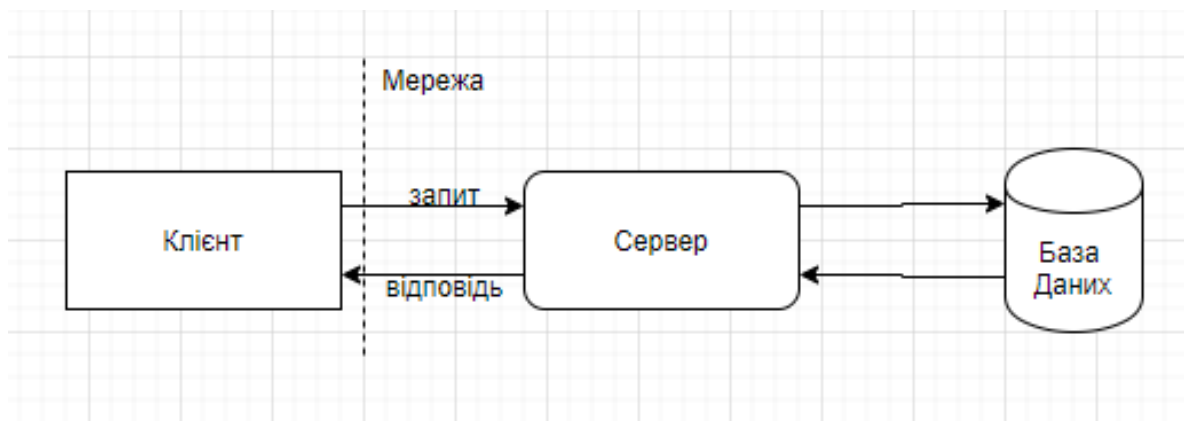 Мережа
запит
Клієнт
Сервер
відповідь
База
Даних